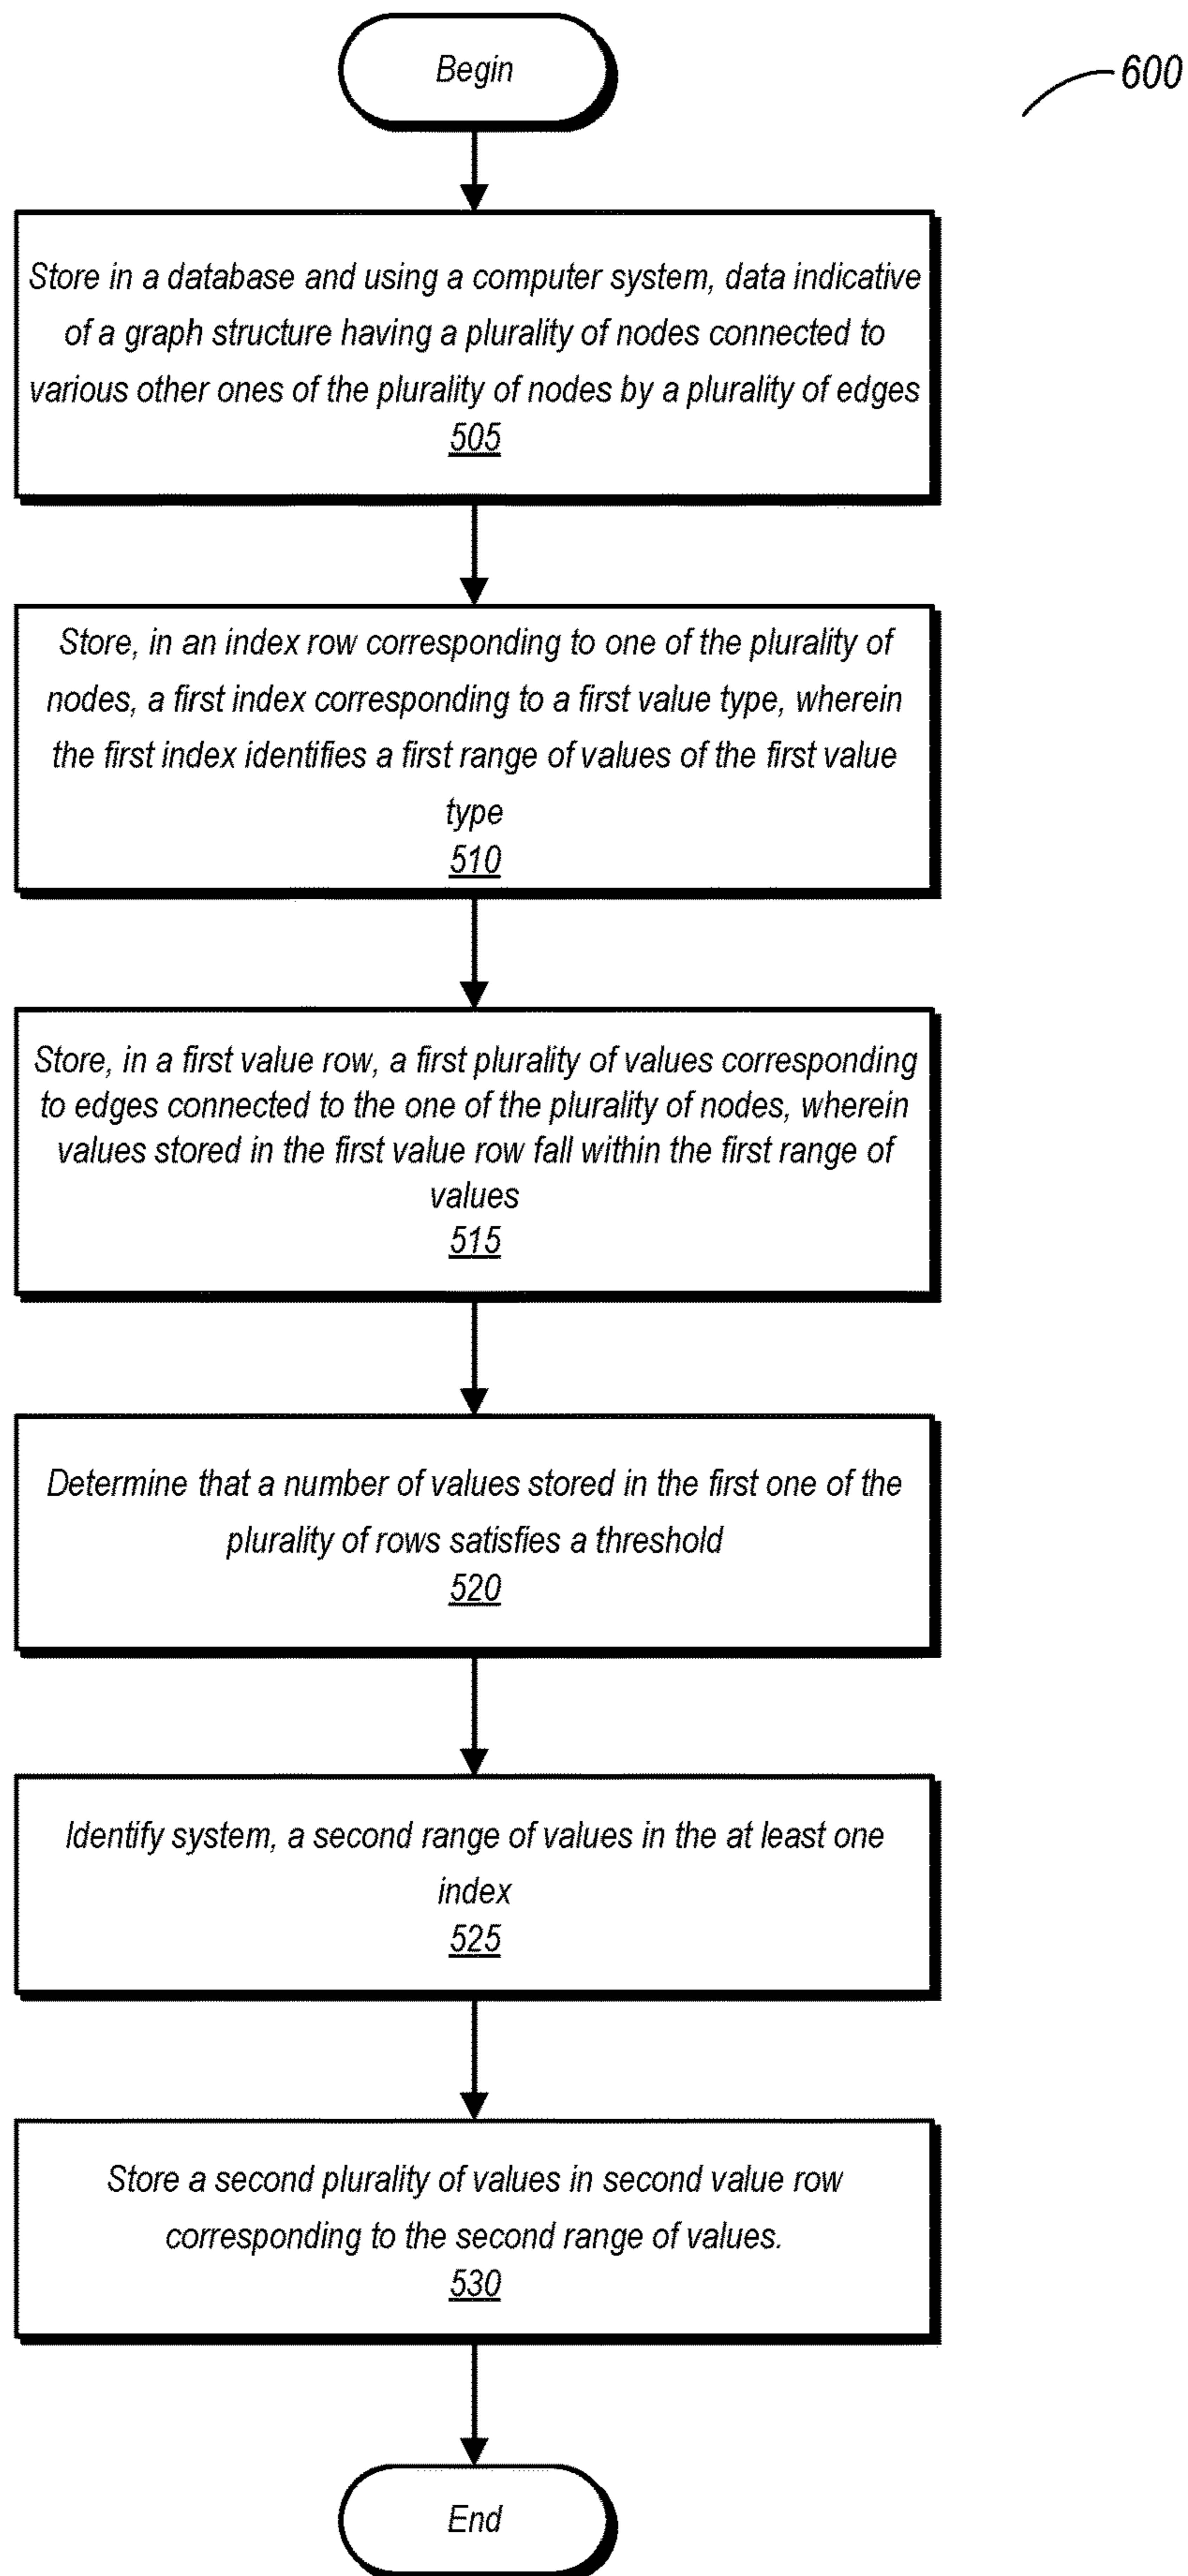 Begin
600
Store in a database and using a computer system, data indicative
of a graph structure having a plurality of nodes connected to
various other ones of the plurality of nodes by a plurality of edges
505
Store, in an index row corresponding to one of the plurality of
nodes, a first index corresponding to a first value type, wherein
the first index identifies a first range of values of the first value
type
510
Store, in a first value row, a first plurality of values corresponding
to edges connected to the one of the plurality of nodes, wherein
values stored in the first value row fall within the first range of
values
515
Determine that a number of values stored in the first one of the
plurality of rows satisfies a threshold
520
Identify system, a second range of values in the at least one
index
525
Store a second plurality of values in second value row
corresponding to the second range of values.
530
End